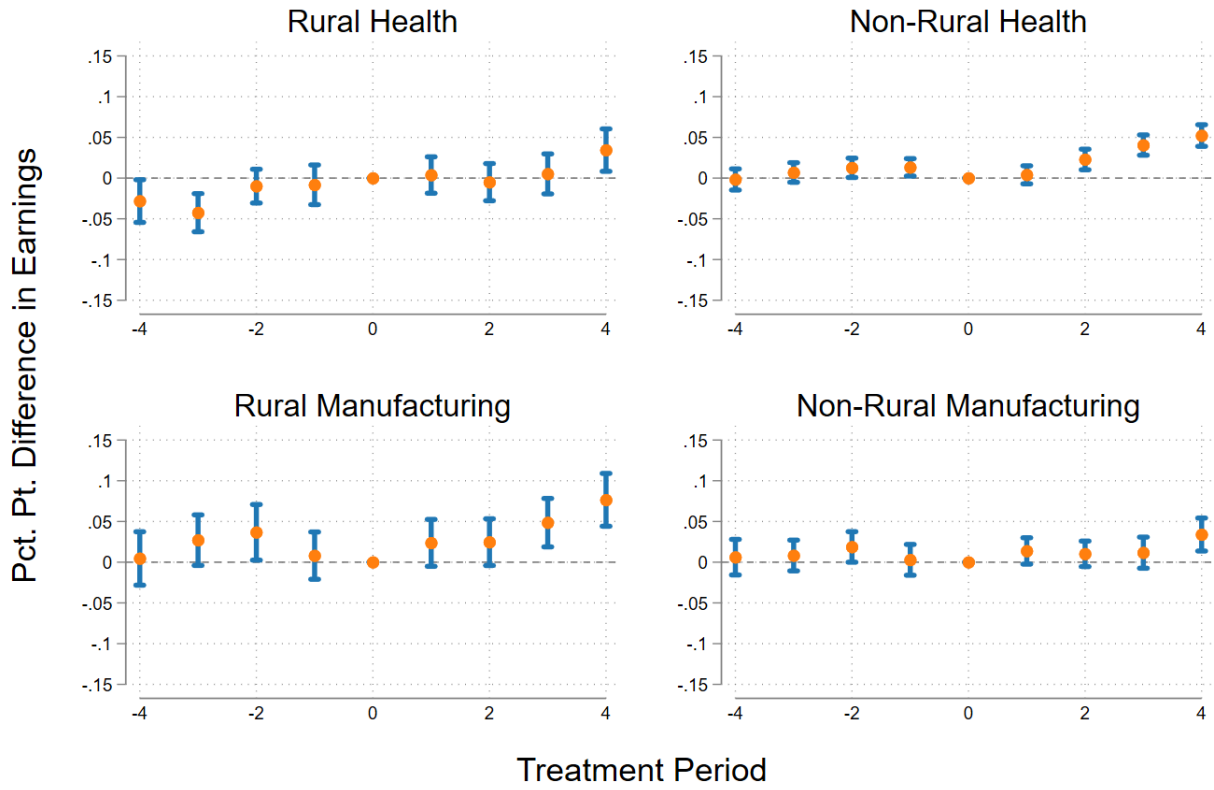 Pct. Pt. Difference in Earnings
Rural Health
.15
.1
.05
0
-.05
-.1
-.15
-4 -2 0 2 4
Non-Rural Health
.15
.1
.05
0
-.05
-.1
-.15
-4 -2 0 2 4
Rural Manufacturing
.15
.1
.05
0
-.05
-.1
-.15
-4 -2 0 2 4
Non-Rural Manufacturing
.15
.1
.05
0
-.05
-.1
-.15
-4 -2 0 2 4
Treatment Period